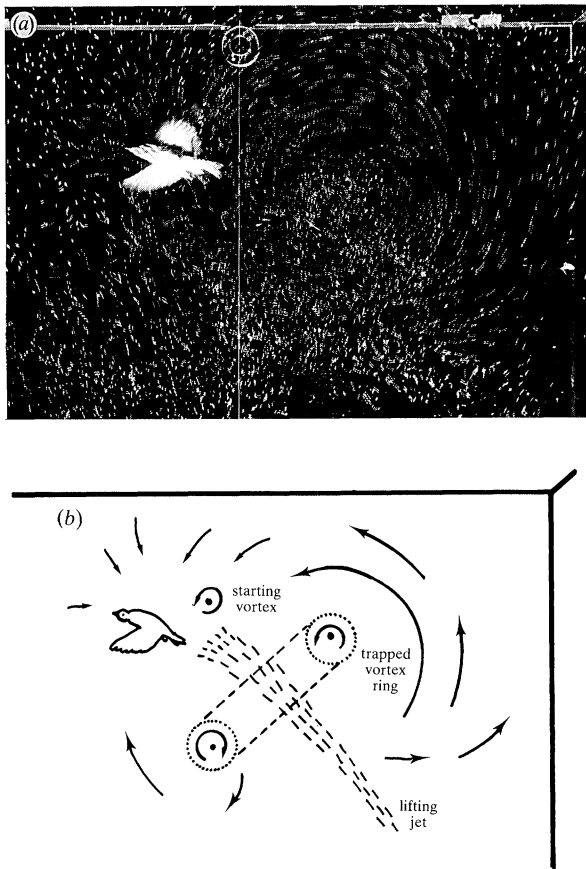 (a)
(b)
starting
vortex
trapped
vortex
ring
lifting
jet